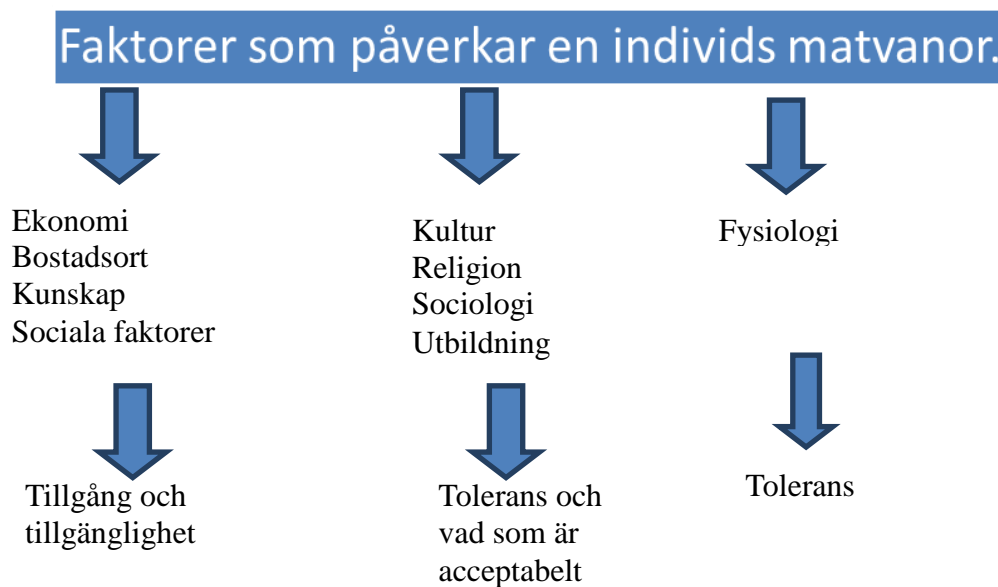 Faktorer som påverkar en individs matvanor.
Ekonomi
Bostadsort
Kunskap
Sociala faktorer
Kultur
Religion
Sociologi
Utbildning
Fysiologi
Tillgång och
tillgänglighet
Tolerans och
vad som är
acceptabelt
Tolerans